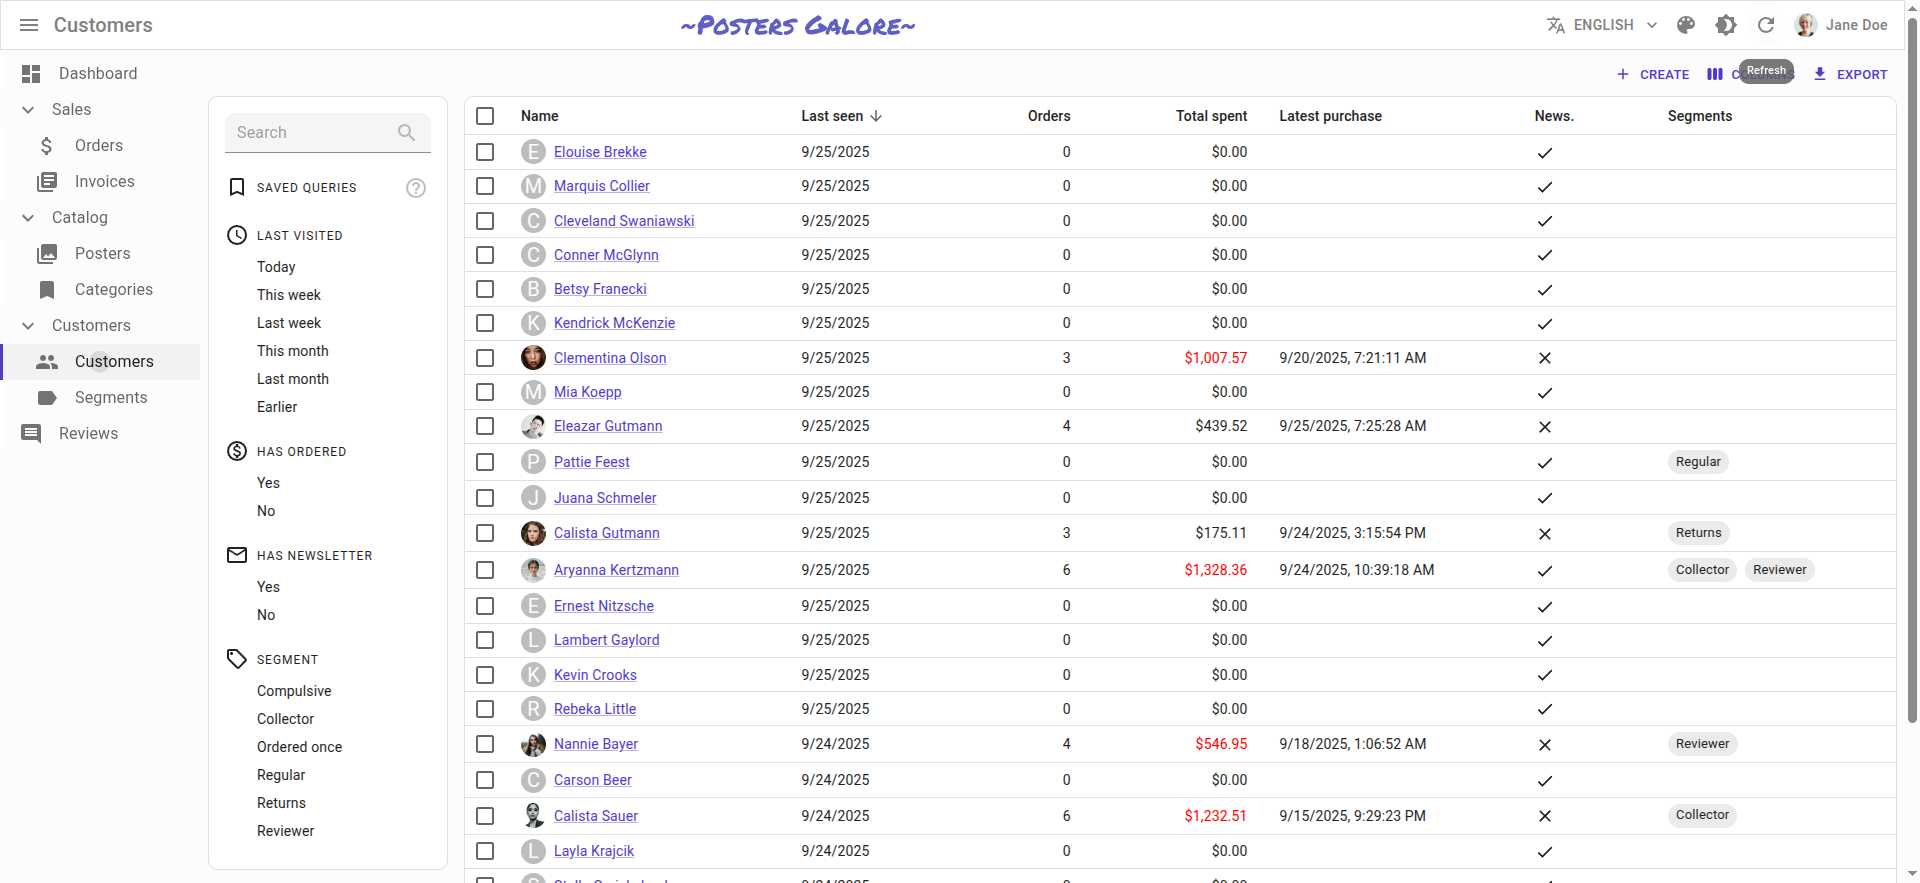 Customers
~Posters Galore~
ENGLISH
Jane Doe
Dashboard
Sales
Orders
Invoices
Catalog
Posters
Categories
Customers
Customers
Segments
Reviews
CREATE
Refresh
EXPORT
Search
SAVED QUERIES
LAST VISITED
Today
This week
Last week
This month
Last month
Earlier
HAS ORDERED
Yes
No
HAS NEWSLETTER
Yes
No
SEGMENT
Compulsive
Collector
Ordered once
Regular
Returns
Reviewer
Name Last seen Orders Total spent Latest purchase News. Segments
E Elouise Brekke 9/25/2025 0 $0.00
M Marquis Collier 9/25/2025 0 $0.00
C Cleveland Swaniawski 9/25/2025 0 $0.00
C Conner McGlynn 9/25/2025 0 $0.00
B Betsy Franecki 9/25/2025 0 $0.00
K Kendrick McKenzie 9/25/2025 0 $0.00
Clementina Olson 9/25/2025 3 $1,007.57 9/20/2025, 7:21:11 AM
M Mia Koepp 9/25/2025 0 $0.00
Eleazar Gutmann 9/25/2025 4 $439.52 9/25/2025, 7:25:28 AM
P Pattie Feest 9/25/2025 0 $0.00 Regular
J Juana Schmeler 9/25/2025 0 $0.00
Calista Gutmann 9/25/2025 3 $175.11 9/24/2025, 3:15:54 PM Returns
Aryanna Kertzmann 9/25/2025 6 $1,328.36 9/24/2025, 10:39:18 AM Collector Reviewer
E Ernest Nitzsche 9/25/2025 0 $0.00
L Lambert Gaylord 9/25/2025 0 $0.00
K Kevin Crooks 9/25/2025 0 $0.00
R Rebeka Little 9/25/2025 0 $0.00
Nannie Bayer 9/24/2025 4 $546.95 9/18/2025, 1:06:52 AM Reviewer
C Carson Beer 9/24/2025 0 $0.00
Calista Sauer 9/24/2025 6 $1,232.51 9/15/2025, 9:29:23 PM Collector
L Layla Krajcik 9/24/2025 0 $0.00